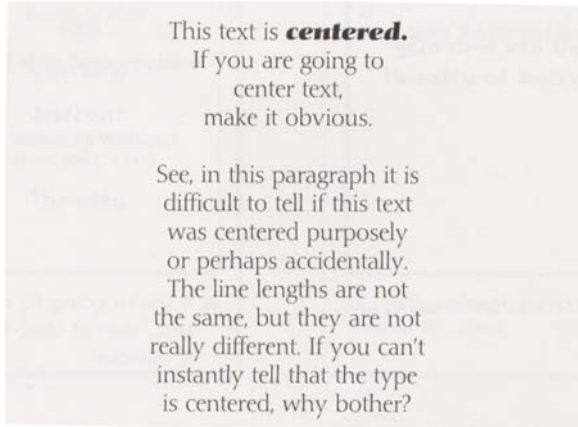 This text is centered.
If you are going to
center text,
make it obvious.
See, in this paragraph it is
difficult to tell if this text
was centered purposely
or perhaps accidentally.
The line lengths are not
the same, but they are not
really different. If you can't
instantly tell that the type
is centered, why bother?